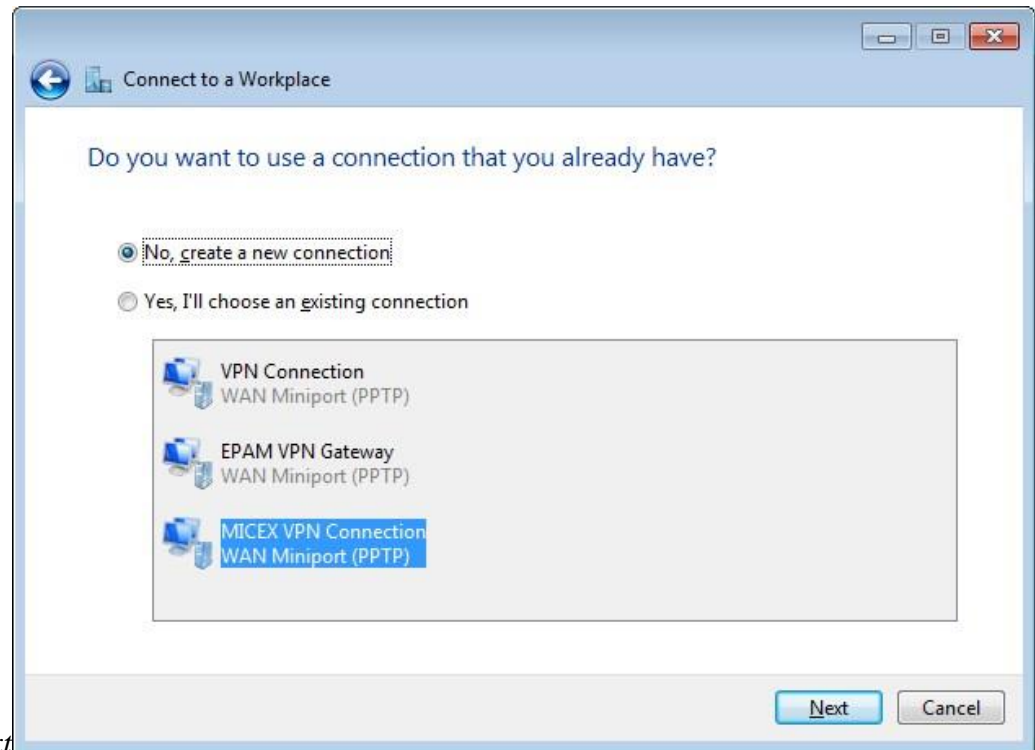 Connect to a Workplace
Do you want to use a connection that you already have?
No, create a new connection
Yes, I'll choose an existing connection
VPN Connection
WAN Miniport (PPTP)
EPAM VPN Gateway
WAN Miniport (PPTP)
MICEX VPN Connection
WAN Miniport (PPTP)
Next
Cancel